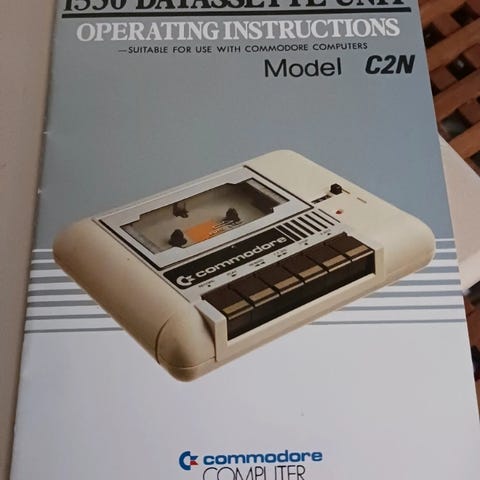 1530 DATASSETTE UNIT
OPERATING INSTRUCTIONS
—SUITABLE FOR USE WITH COMMODORE COMPUTERS
Model C2N
commodore
commodore
COMPUTER